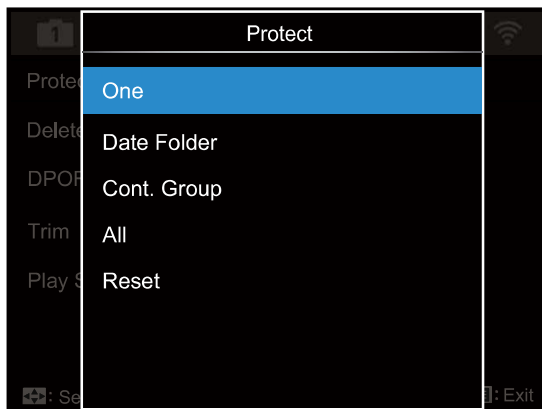 1
Protect
Protec
One
Delete
Date Folder
DPOF
Cont. Group
Trim
All
Play S
Reset
: Se
: Exit